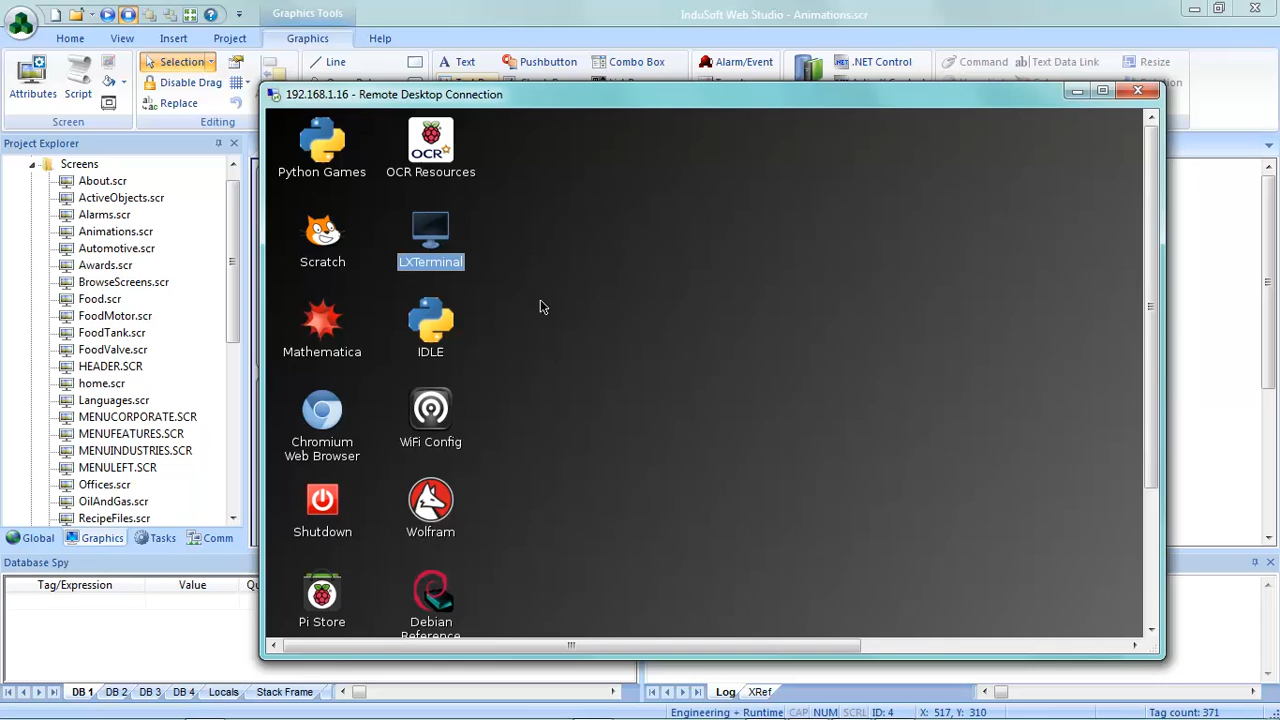 Graphics Tools
InduSoft Web Studio - Animations.scr
Home
View
Insert
Project
Graphics
Help
Attributes
Script
Screen
Selection
Disable Drag
Replace
Editing
Line
Text
Pushbutton
Combo Box
Alarm/Event
.NET Control
Command
Text Data Link
Resize
192.168.1.16 - Remote Desktop Connection
Project Explorer
Screens
About.scr
ActiveObjects.scr
Alarms.scr
Animations.scr
Automotive.scr
Awards.scr
BrowseScreens.scr
Food.scr
FoodMotor.scr
FoodTank.scr
FoodValve.scr
HEADER.SCR
home.scr
Languages.scr
MENUCORPORATE.SCR
MENUFEATURES.SCR
MENUINDUSTRIES.SCR
MENULEFT.SCR
Offices.scr
OilAndGas.scr
RecipeFiles.scr
Global
Graphics
Tasks
Comm
Python Games
OCR
OCR Resources
Scratch
LXTerminal
Mathematica
IDLE
Chromium
Web Browser
WiFi Config
Shutdown
Wolfram
Pi Store
Debian
Reference
Database Spy
Tag/Expression
Value
DB 1
DB 2
DB 3
DB 4
Locals
Stack Frame
Log
XRef
Engineering + Runtime
CAP
NUM
SCRL
ID: 4
X: 517, Y: 310
Tag count: 371